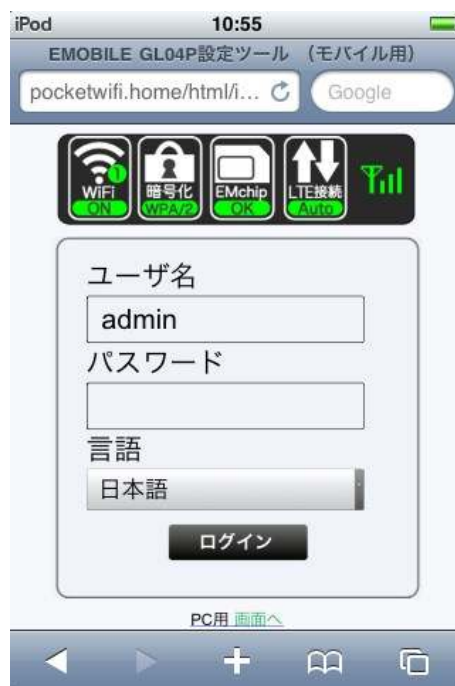 iPod 10:55
EMOBILE GL04P設定ツール (モバイル用)
pocketwifi.home/html/i... Google
WiFi 暗号化 EMchip LTE接続
1
ON WPA/2 OK Auto
ユーザ名
admin
パスワード
言語
日本語
ログイン
PC用 画面へ